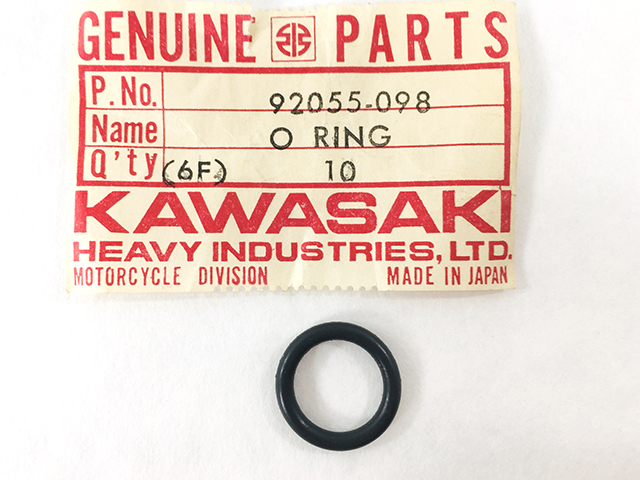 GENUINE PARTS
P. No. 92055-098
Name O RING
Q'ty (6F) 10
KAWASAKI
HEAVY INDUSTRIES, LTD.
MOTORCYCLE DIVISION MADE IN JAPAN